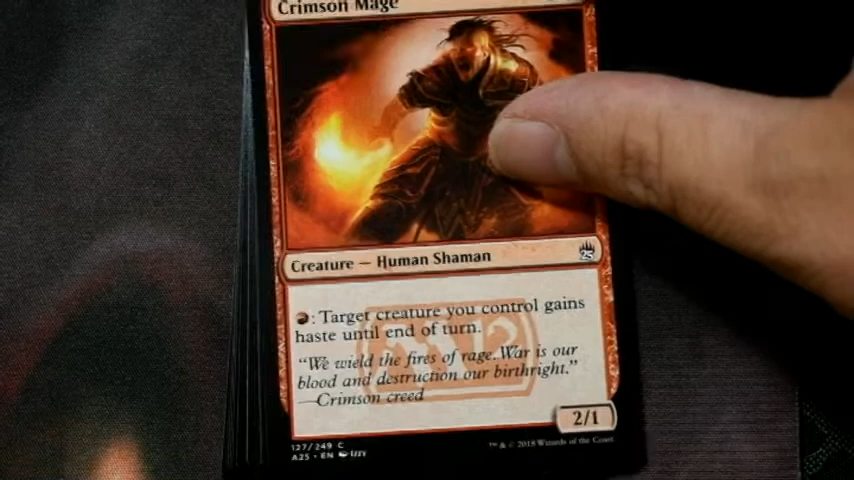 Crimson Mage
Creature — Human Shaman
25
: Target creature you control gains
haste until end of turn.
"We wield the fires of rage. War is our
blood and destruction our birthright."
—Crimson creed
2/1
127/249 C
A25 • EN IZZY
™ & © 2018 Wizards of the Coast